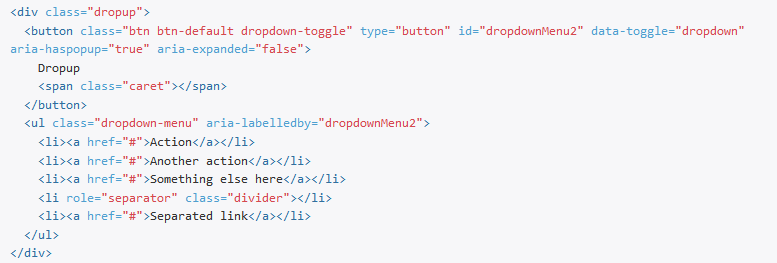 <div class="dropup">
  <button class="btn btn-default dropdown-toggle" type="button" id="dropdownMenu2" data-toggle="dropdown"
aria-haspopup="true" aria-expanded="false">
    Dropup
    <span class="caret"></span>
  </button>
  <ul class="dropdown-menu" aria-labelledby="dropdownMenu2">
    <li><a href="#">Action</a></li>
    <li><a href="#">Another action</a></li>
    <li><a href="#">Something else here</a></li>
    <li role="separator" class="divider"></li>
    <li><a href="#">Separated link</a></li>
  </ul>
</div>